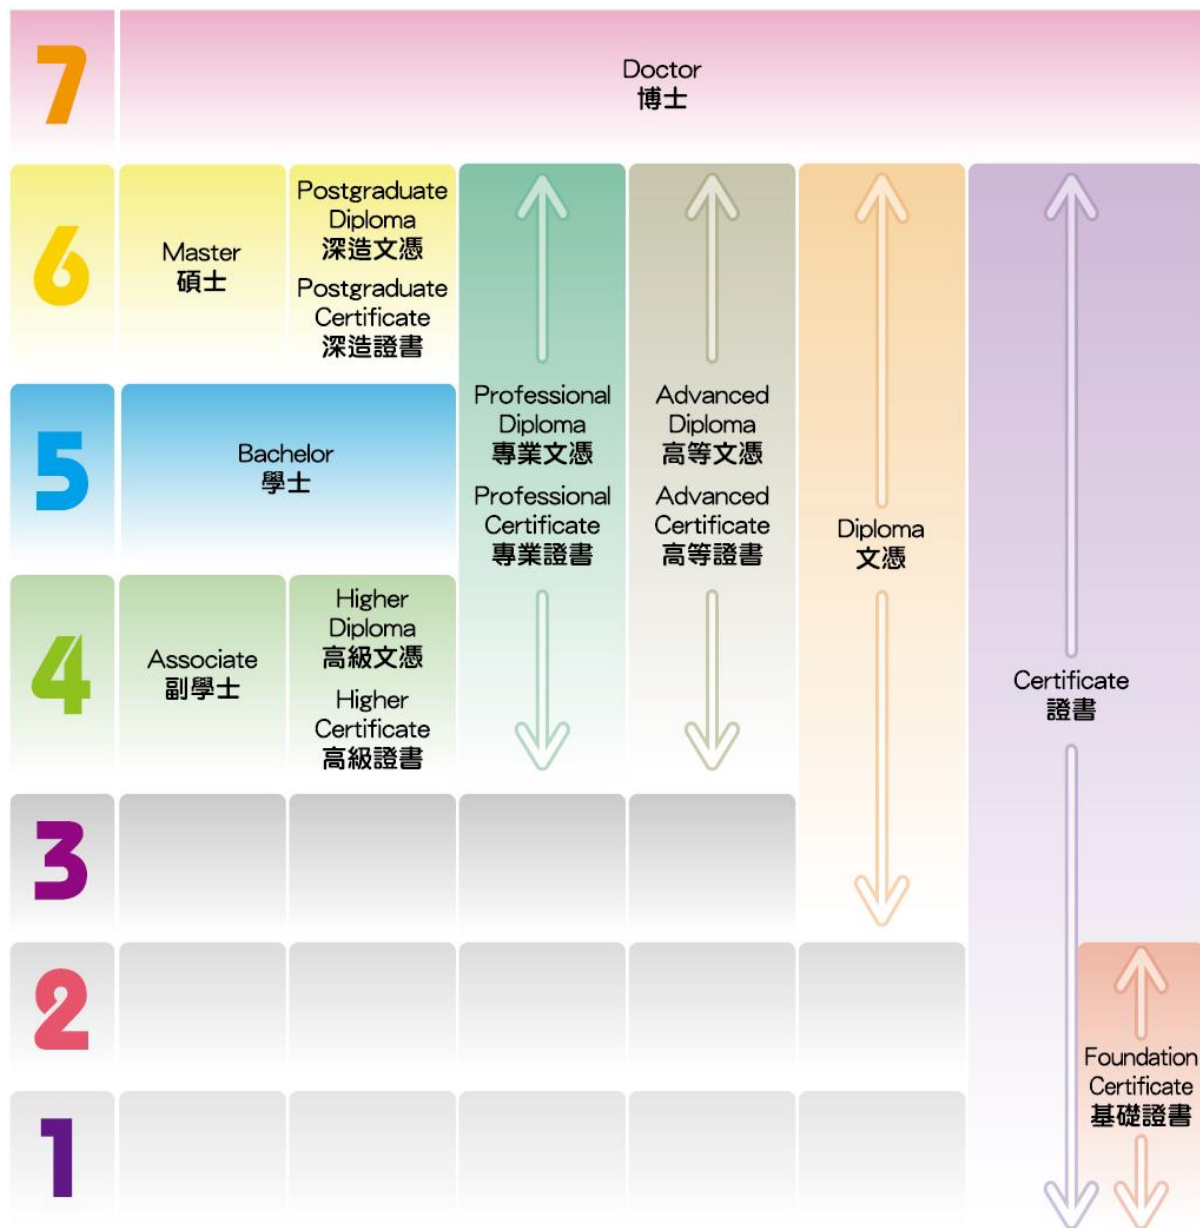 7
Doctor
博士
6
Master
碩士
Postgraduate
Diploma
深造文憑
Postgraduate
Certificate
深造證書
5
Bachelor
學士
Professional
Diploma
專業文憑
Professional
Certificate
專業證書
Advanced
Diploma
高等文憑
Advanced
Certificate
高等證書
Diploma
文憑
4
Associate
副學士
Higher
Diploma
高級文憑
Higher
Certificate
高級證書
Certificate
證書
3
2
Foundation
Certificate
基礎證書
1